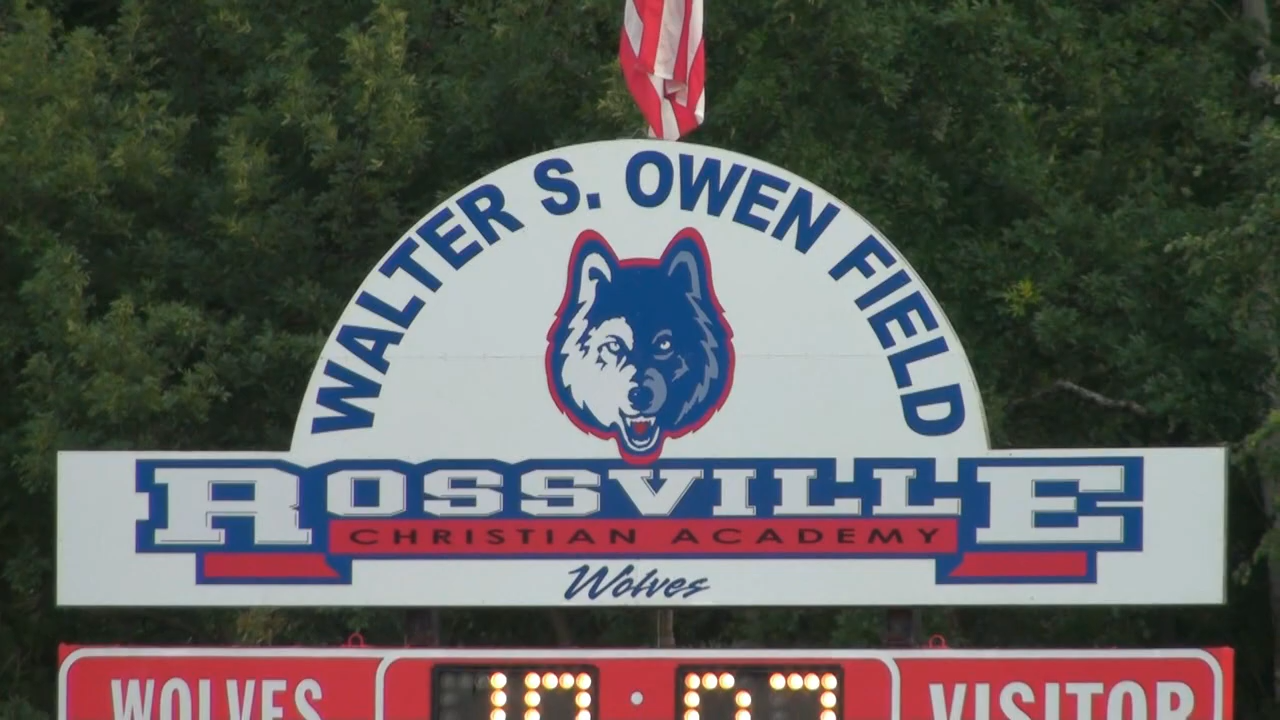 WALTER S. OWEN FIELD
ROSSVILLE
CHRISTIAN ACADEMY
Wolves
WOLVES
VISITOR